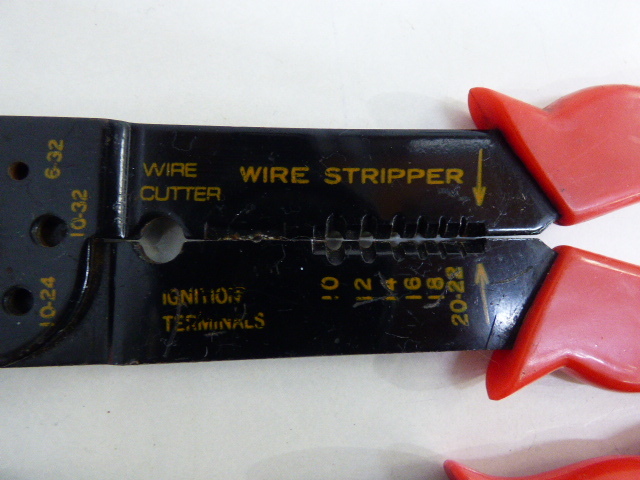 6-32
10-32
10-24
WIRE
CUTTER
WIRE STRIPPER
IGNITION
TERMINALS
10
12
14
16
18
20-22